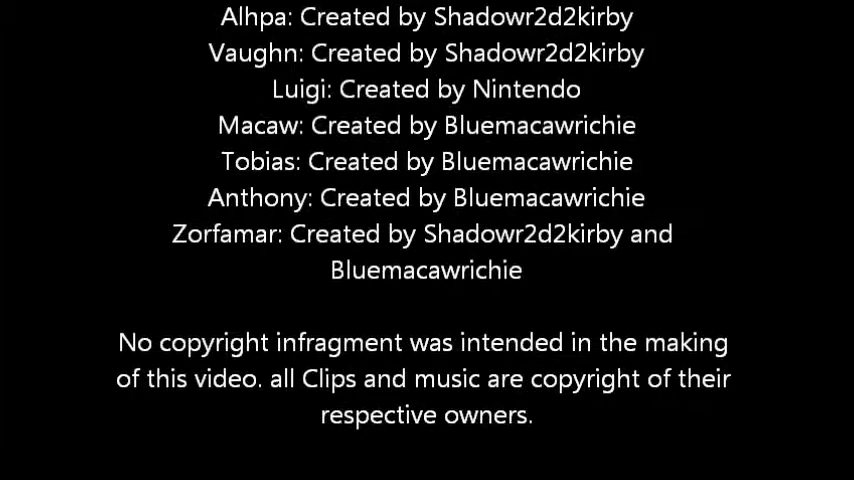 Alhpa: Created by Shadowr2d2kirby
Vaughn: Created by Shadowr2d2kirby
Luigi: Created by Nintendo
Macaw: Created by Bluemacawrichie
Tobias: Created by Bluemacawrichie
Anthony: Created by Bluemacawrichie
Zorfamar: Created by Shadowr2d2kirby and
Bluemacawrichie
No copyright infragment was intended in the making
of this video. all Clips and music are copyright of their
respective owners.